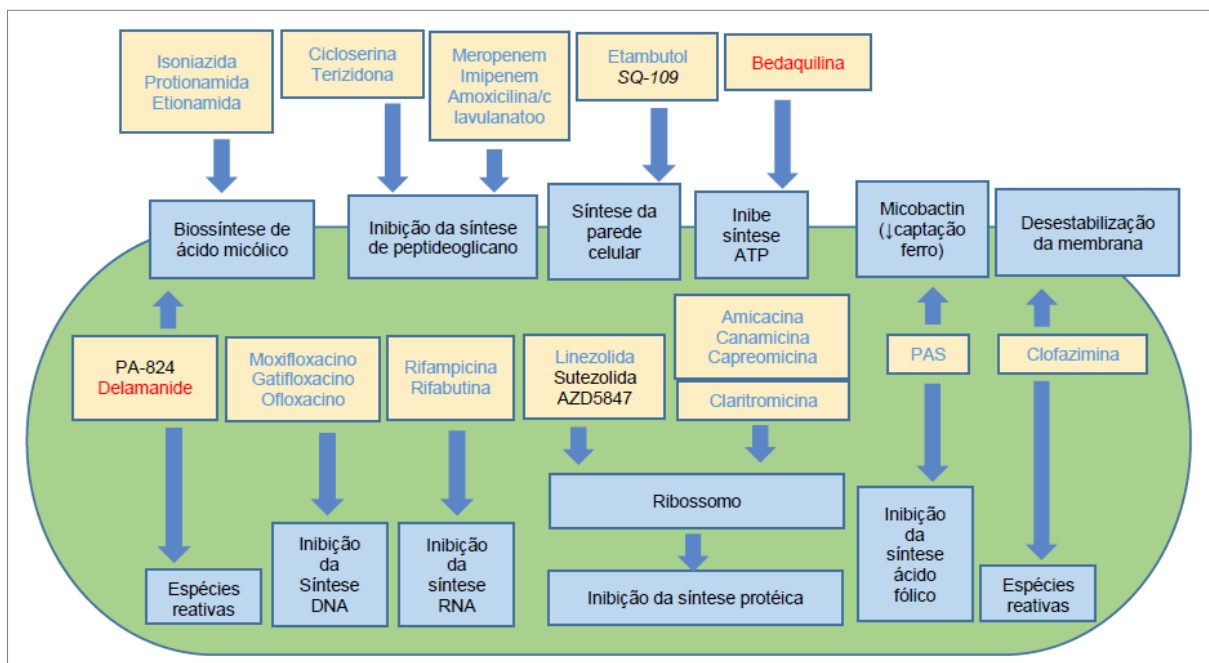 Isoniazida
Protionamida
Etionamida
Cicloserina
Terizidona
Meropenem
Imipenem
Amoxicilina/c
lavulanatoo
Etambutol
SQ-109
Bedaquilina
Biossíntese de
ácido micólico
Inibição da síntese
de peptideoglicano
Síntese da
parede
celular
Inibe
síntese
ATP
Micobactin
(↓captação
ferro)
Desestabilização
da membrana
PA-824
Delamanide
Moxifloxacino
Gatifloxacino
Ofloxacino
Rifampicina
Rifabutina
Linezolida
Sutezolida
AZD5847
Amicacina
Canamicina
Capreomicina
Claritromicina
PAS
Clofazimina
Ribossomo
Espécies
reativas
Inibição
da
Síntese
DNA
Inibição
da
síntese
RNA
Inibição da síntese protéica
Inibição
da
síntese
ácido
fólico
Espécies
reativas